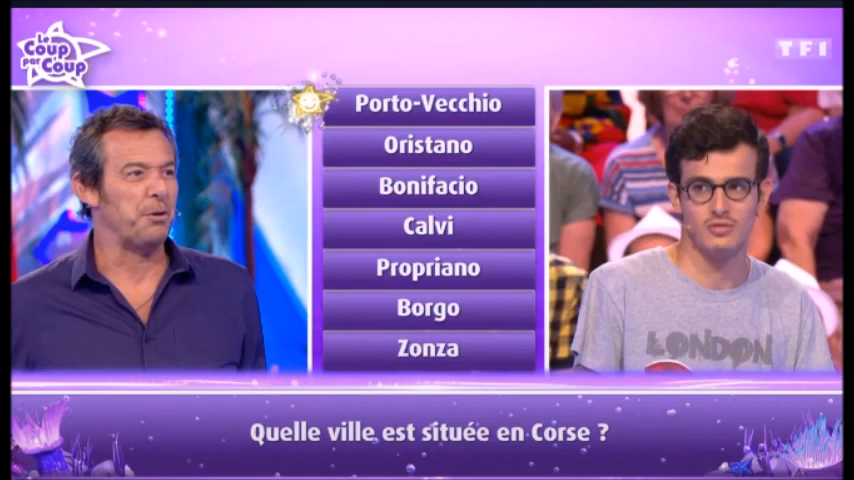 Le
Coup
par
Coup
TF1
Porto-Vecchio
Oristano
Bonifacio
Calvi
Propriano
Borgo
Zonza
LONDON
Quelle ville est située en Corse ?